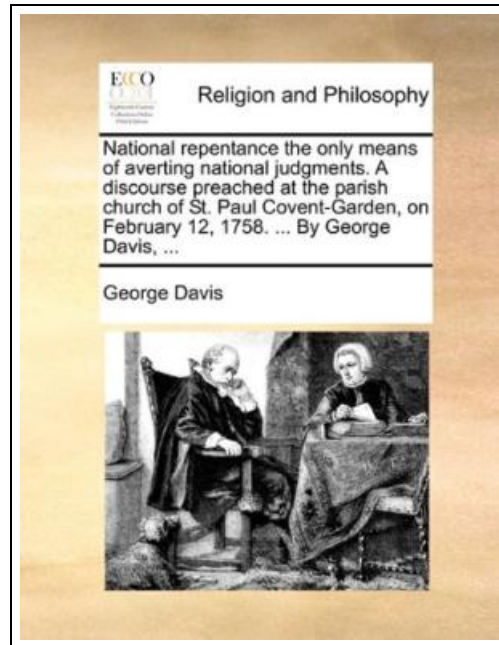 ECCO
Religion and Philosophy
National repentance the only means
of averting national judgments. A
discourse preached at the parish
church of St. Paul Covent-Garden, on
February 12, 1758. ... By George
Davis, ...
George Davis